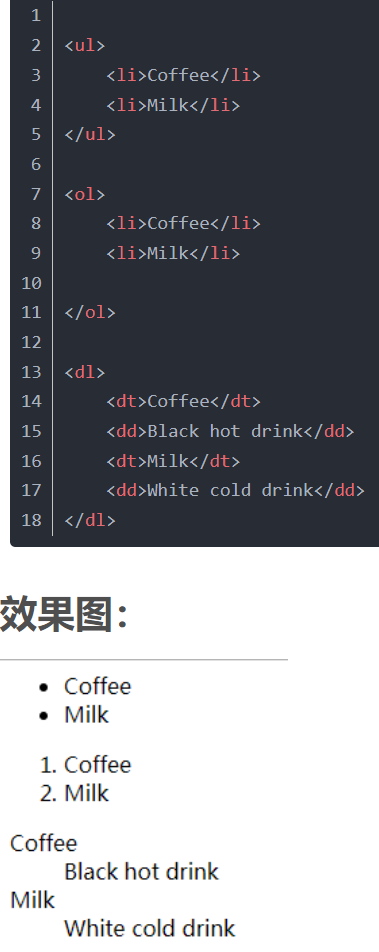 1
2 <ul>
3     <li>Coffee</li>
4     <li>Milk</li>
5 </ul>
6
7 <ol>
8     <li>Coffee</li>
9     <li>Milk</li>
10
11 </ol>
12
13 <dl>
14     <dt>Coffee</dt>
15     <dd>Black hot drink</dd>
16     <dt>Milk</dt>
17     <dd>White cold drink</dd>
18 </dl>
效果图：
• Coffee
• Milk
1. Coffee
2. Milk
Coffee
Black hot drink
Milk
White cold drink